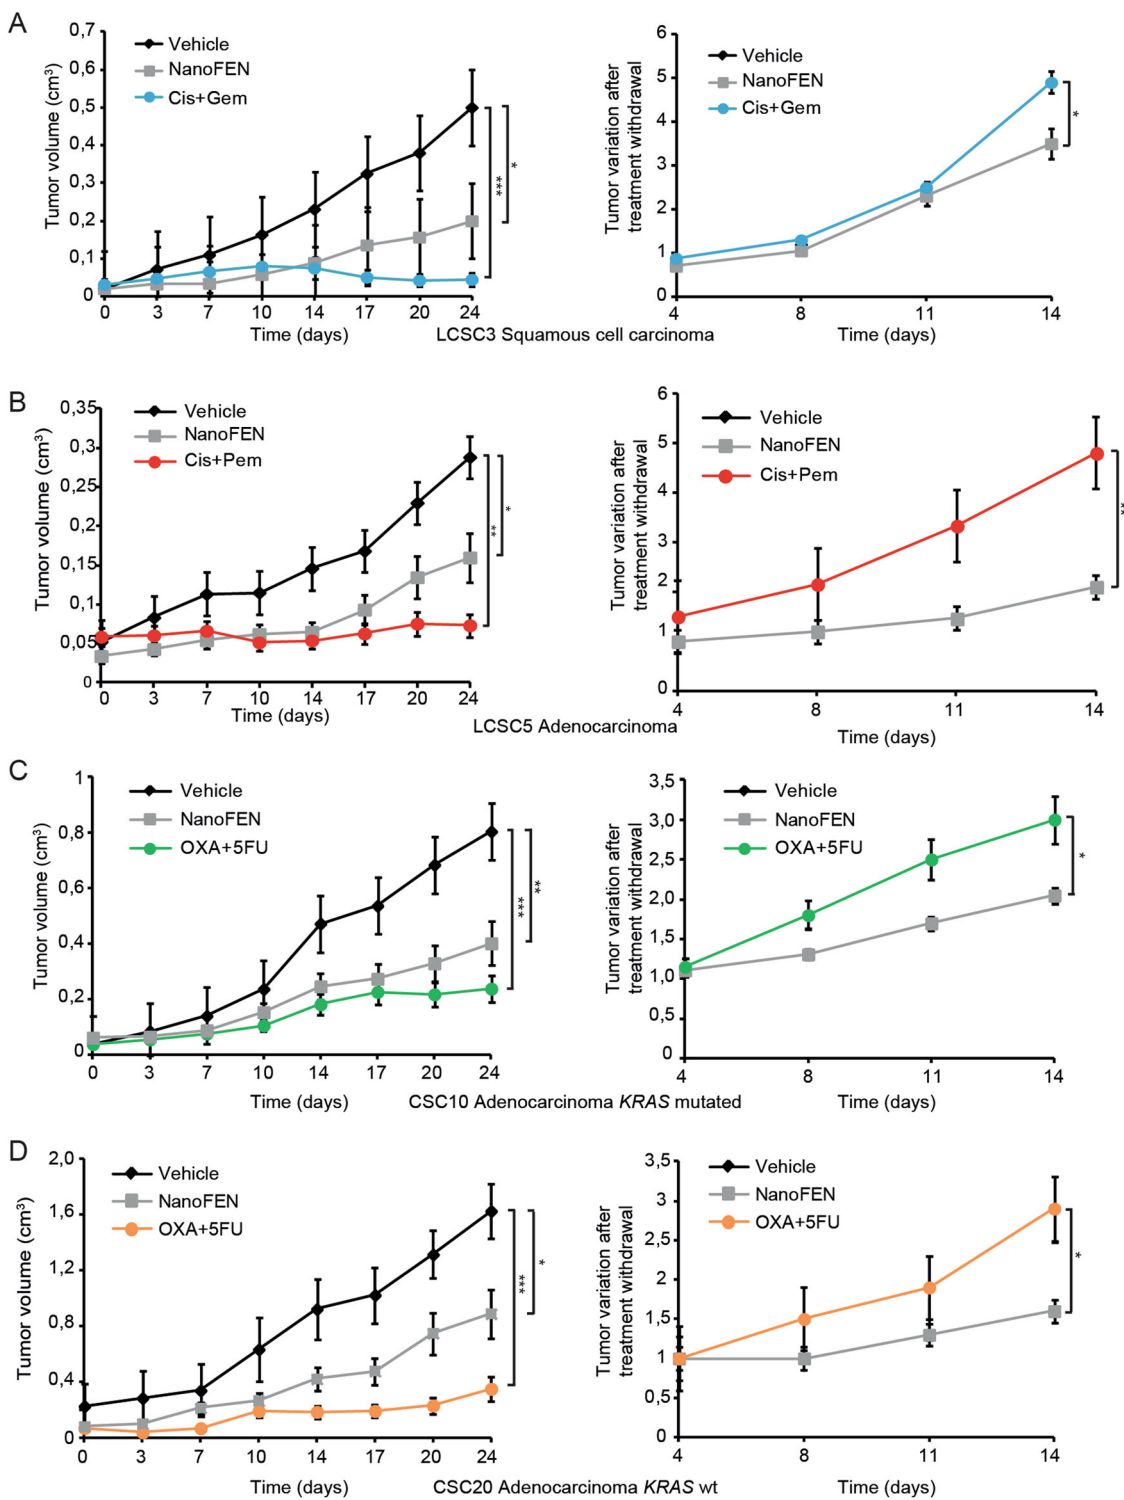 A
Tumor volume (cm³)
0,7
0,6
0,5
0,4
0,3
0,2
0,1
0
Vehicle
NanoFEN
Cis+Gem
*
***
0 3 7 10 14 17 20 24
Time (days)
Tumor variation after
treatment withdrawal
6
5
4
3
2
1
0
Vehicle
NanoFEN
Cis+Gem
*
4 8 11 14
Time (days)
LCSC3 Squamous cell carcinoma
B
Tumor volume (cm³)
0,35
0,3
0,25
0,2
0,15
0,1
0,05
0
Vehicle
NanoFEN
Cis+Pem
*
**
0 3 7 10 14 17 20 24
Time (days)
Tumor variation after
treatment withdrawal
6
5
4
3
2
1
0
Vehicle
NanoFEN
Cis+Pem
**
4 8 11 14
Time (days)
LCSC5 Adenocarcinoma
C
Tumor volume (cm³)
1
0,8
0,6
0,4
0,2
0
Vehicle
NanoFEN
OXA+5FU
**
***
0 3 7 10 14 17 20 24
Time (days)
Tumor variation after
treatment withdrawal
3,5
3,0
2,5
2,0
1,5
1,0
0,5
0
Vehicle
NanoFEN
OXA+5FU
*
4 8 11 14
Time (days)
CSC10 Adenocarcinoma KRAS mutated
D
Tumor volume (cm³)
2,0
1,6
1,2
0,8
0,4
0
Vehicle
NanoFEN
OXA+5FU
*
***
0 3 7 10 14 17 20 24
Time (days)
Tumor variation after
treatment withdrawal
3,5
3
2,5
2
1,5
1
0,5
0
Vehicle
NanoFEN
OXA+5FU
*
4 8 11 14
Time (days)
CSC20 Adenocarcinoma KRAS wt